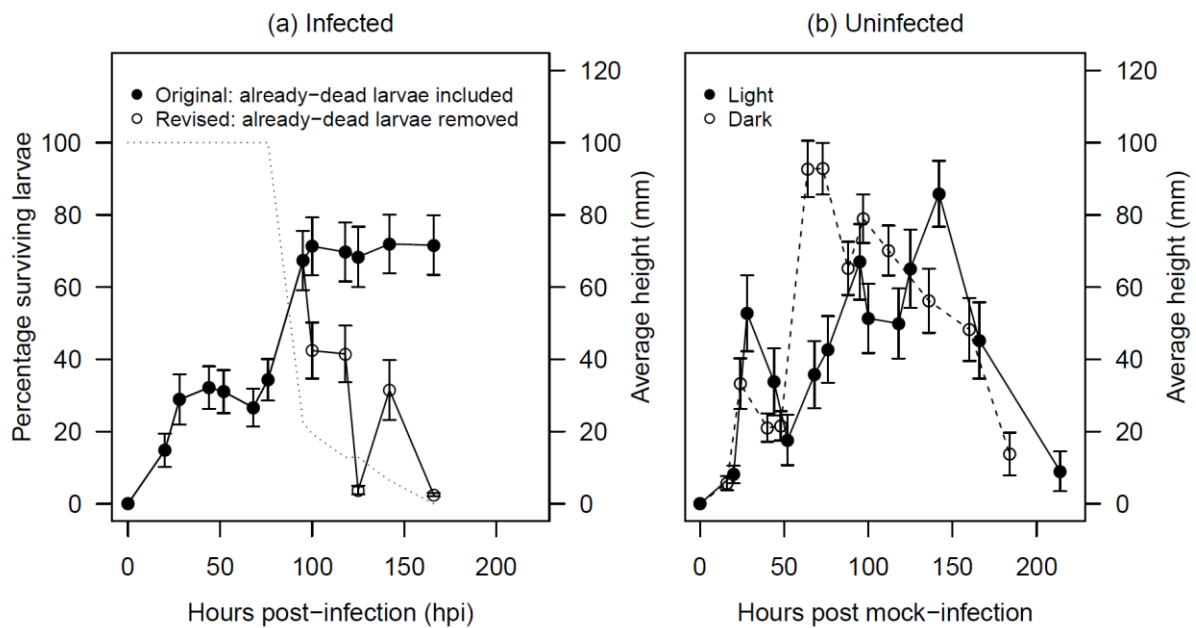 (a) Infected
Original: already−dead larvae included
Revised: already−dead larvae removed
Percentage surviving larvae
100
80
60
40
20
0
120
100
80
60
40
20
0
Average height (mm)
0 50 100 150 200
Hours post−infection (hpi)
(b) Uninfected
Light
Dark
120
100
80
60
40
20
0
Average height (mm)
0 50 100 150 200
Hours post mock−infection